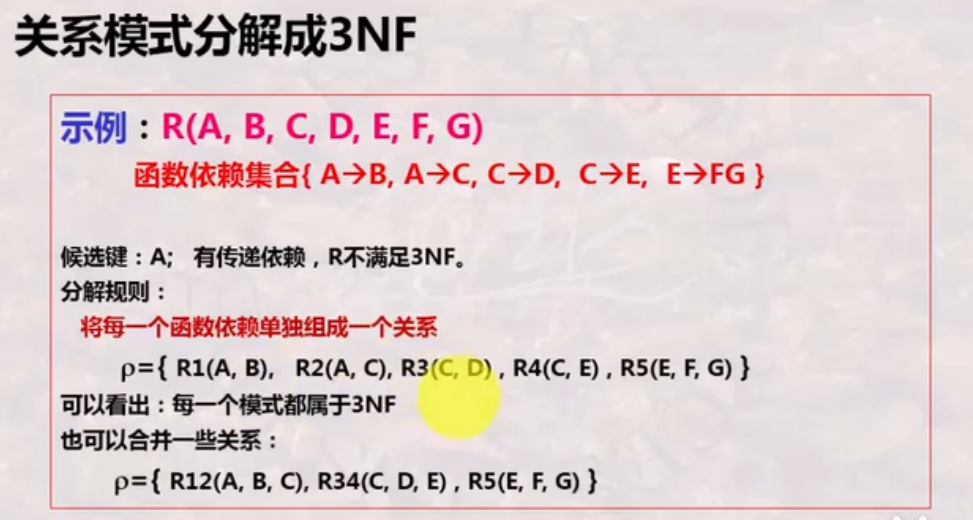 关系模式分解成3NF
示例：R(A, B, C, D, E, F, G)
函数依赖集合{ A→B, A→C, C→D, C→E, E→FG }
候选键：A; 有传递依赖，R不满足3NF。
分解规则：
将每一个函数依赖单独组成一个关系
ρ={ R1(A, B), R2(A, C), R3(C, D) , R4(C, E) , R5(E, F, G) }
可以看出：每一个模式都属于3NF
也可以合并一些关系：
ρ={ R12(A, B, C), R34(C, D, E) , R5(E, F, G) }